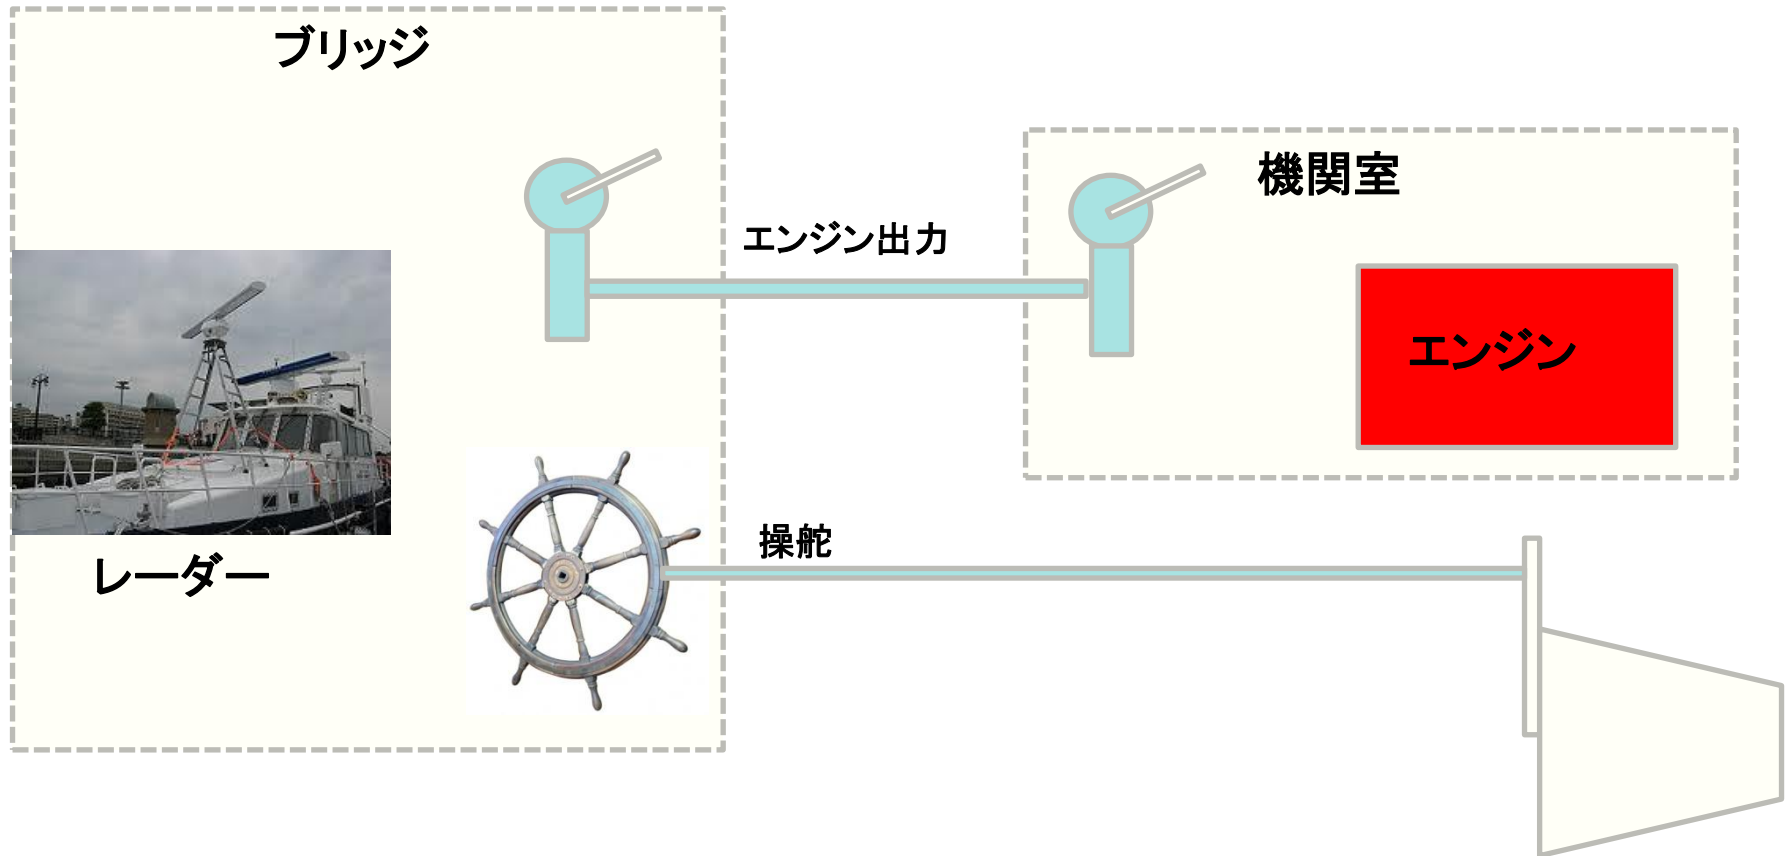 ブリッジ
機関室
エンジン出力
エンジン
操舵
レーダー